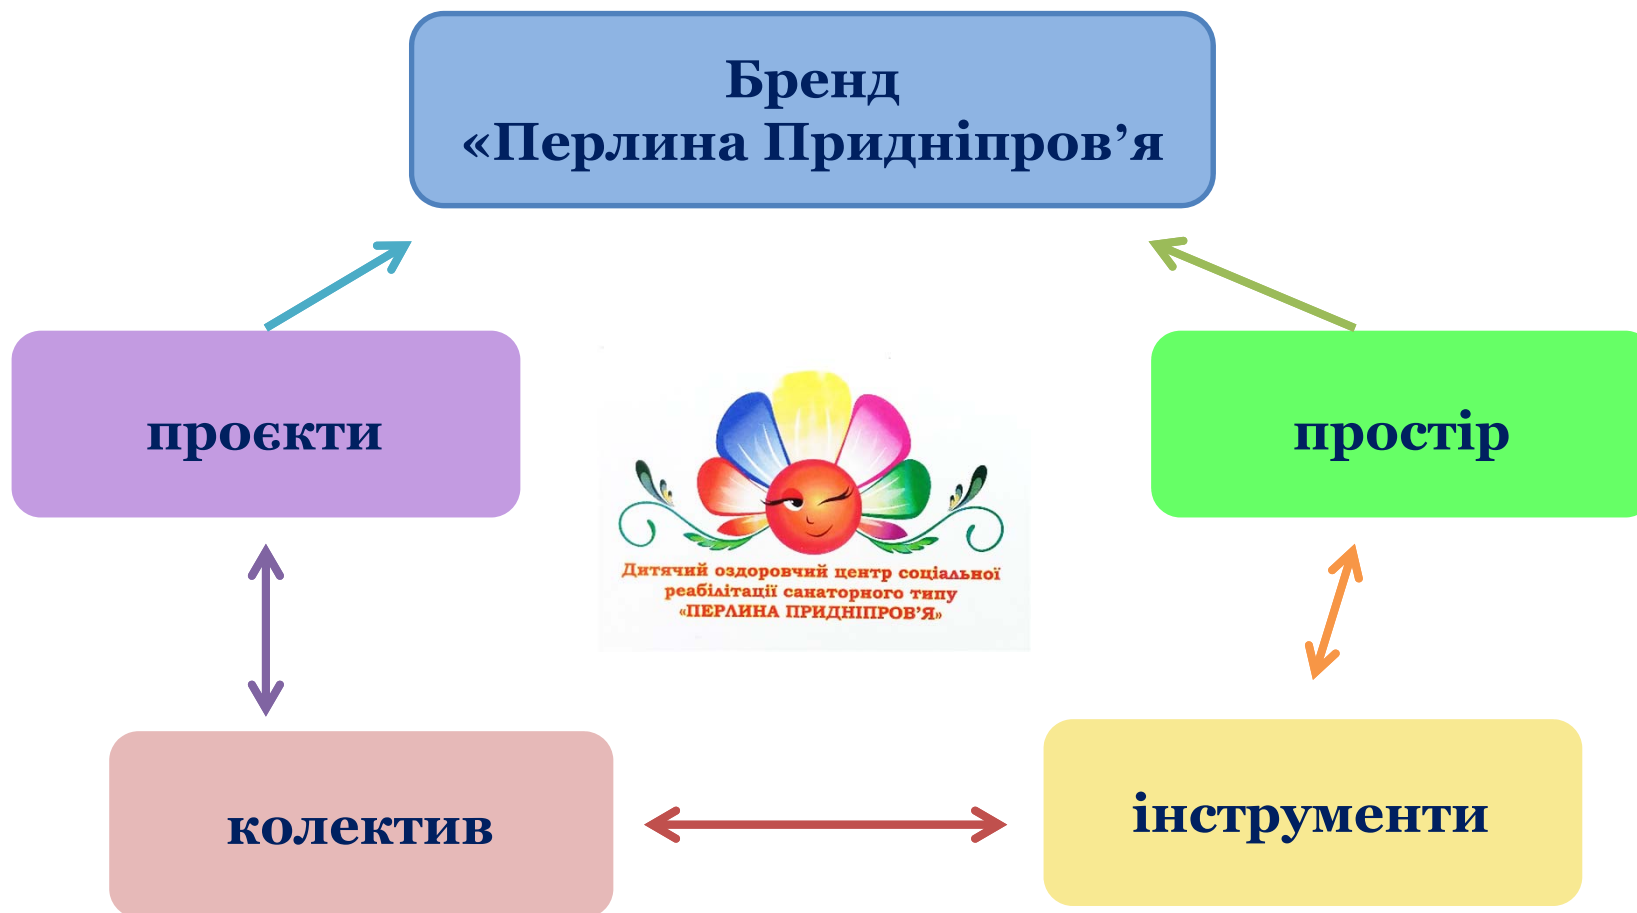 Бренд
«Перлина Придніпров’я
проєкти
простір
Дитячий оздоровчий центр соціальної
реабілітації санаторного типу
«ПЕРЛИНА ПРИДНІПРОВ’Я»
колектив
інструменти